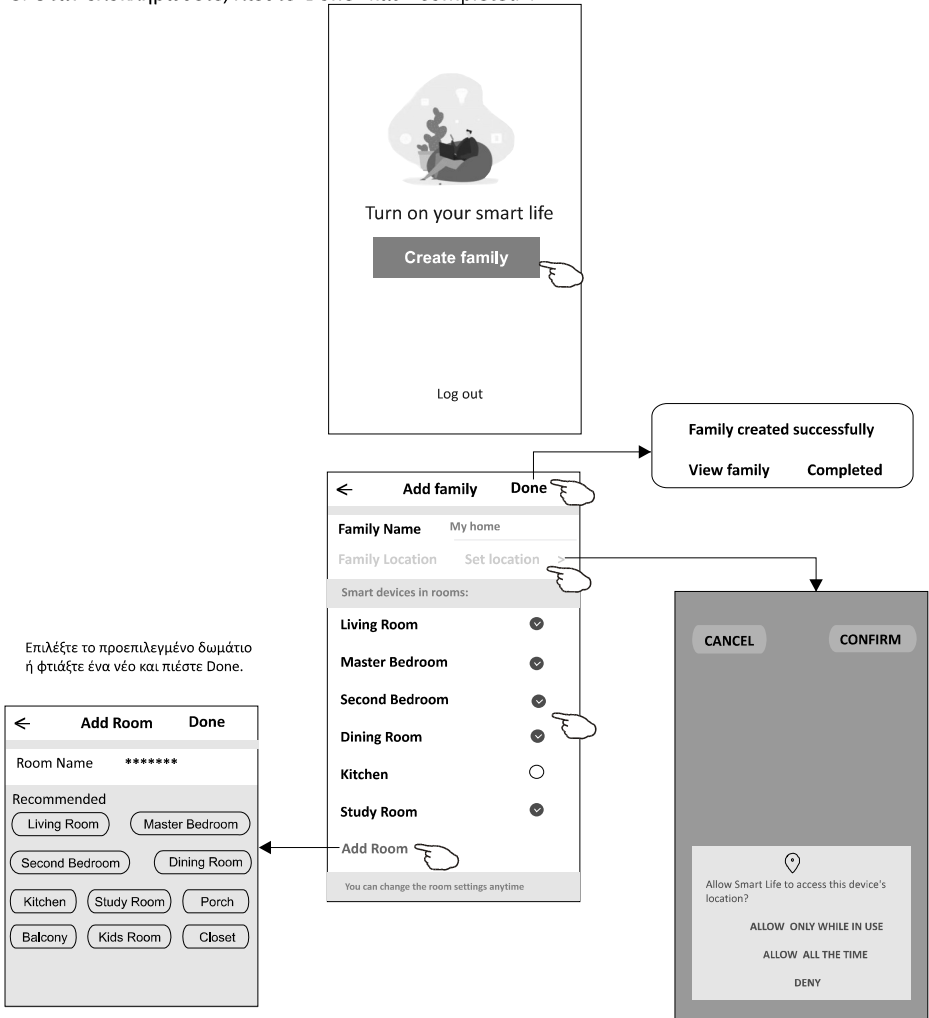 Turn on your smart life
Create family
Log out
Family created successfully
View family Completed
← Add family Done
Family Name My home
Family Location Set location >
Smart devices in rooms:
Living Room
Master Bedroom
Second Bedroom
Dining Room
Kitchen
Study Room
Add Room
You can change the room settings anytime
CANCEL CONFIRM
Allow Smart Life to access this device's
location?
ALLOW ONLY WHILE IN USE
ALLOW ALL THE TIME
DENY
Επιλέξτε το προεπιλεγμένο δωμάτιο
ή φτιάξτε ένα νέο και πιέστε Done.
← Add Room Done
Room Name *******
Recommended
Living Room Master Bedroom
Second Bedroom Dining Room
Kitchen Study Room Porch
Balcony Kids Room Closet